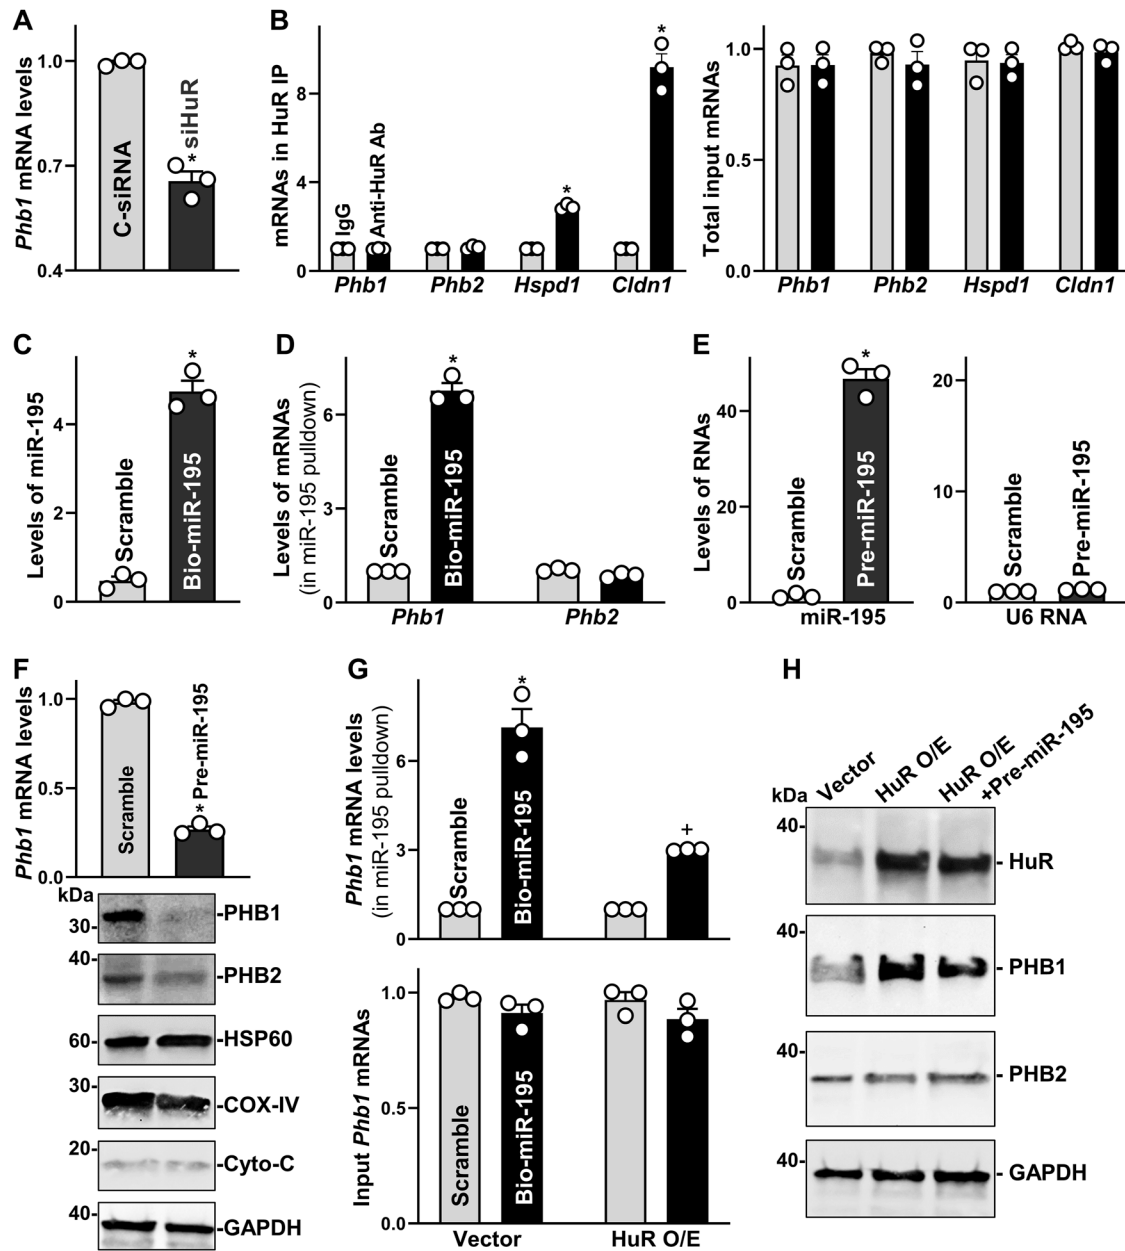 A
Phb1 mRNA levels
1.0
0.7
0.4
C-siRNA
* siHuR
B
mRNAs in HuR IP
8
4
0
IgG
Anti-HuR Ab
*
*
Phb1
Phb2
Hspd1
Cldn1
Total input mRNAs
1.0
0.5
0.0
Phb1
Phb2
Hspd1
Cldn1
C
Levels of miR-195
4
2
0
Scramble
Bio-miR-195
*
D
Levels of mRNAs
(in miR-195 pulldown)
6
3
0
Scramble
Bio-miR-195
*
Phb1
Phb2
E
Levels of RNAs
40
20
0
Scramble
Pre-miR-195
*
miR-195
20
10
0
Scramble
Pre-miR-195
U6 RNA
F
Phb1 mRNA levels
1.0
0.5
0.0
Scramble
* Pre-miR-195
kDa
30-
-PHB1
40-
-PHB2
60-
-HSP60
30-
-COX-IV
20-
-Cyto-C
40-
-GAPDH
G
Phb1 mRNA levels
(in miR-195 pulldown)
6
3
0
Scramble
Bio-miR-195
*
+
Input Phb1 mRNAs
1.0
0.5
0.0
Scramble
Bio-miR-195
Vector
HuR O/E
H
kDa
Vector
HuR O/E
HuR O/E
+Pre-miR-195
40-
- HuR
40-
- PHB1
40-
- PHB2
40-
- GAPDH